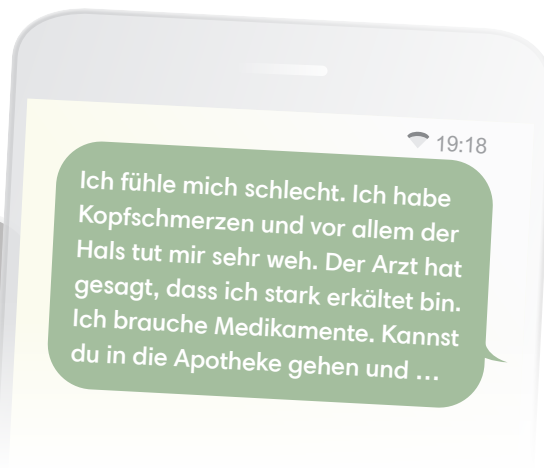 19:18
Ich fühle mich schlecht. Ich habe
Kopfschmerzen und vor allem der
Hals tut mir sehr weh. Der Arzt hat
gesagt, dass ich stark erkältet bin.
Ich brauche Medikamente. Kannst
du in die Apotheke gehen und ...